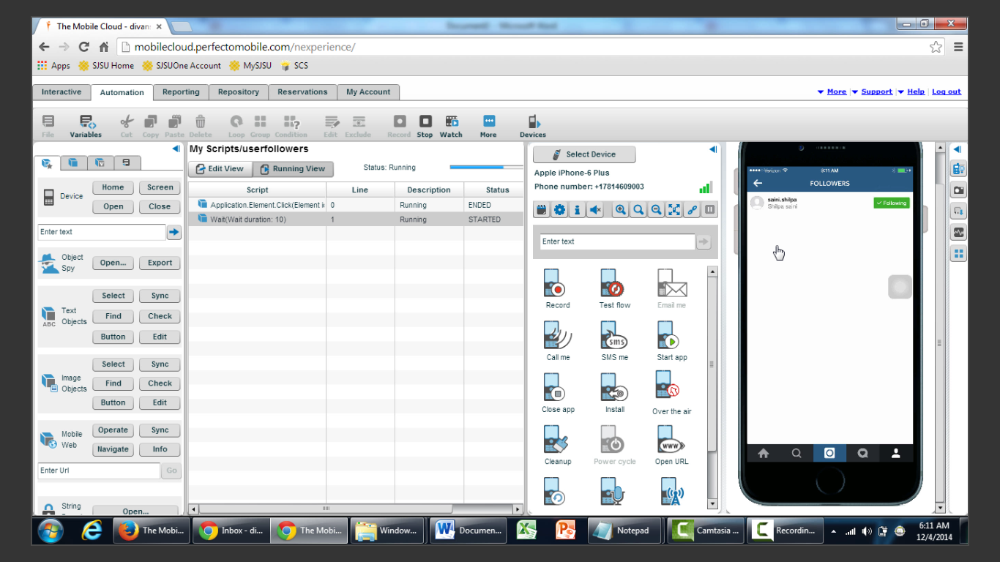 The Mobile Cloud - divan: ×
mobilecloud.perfectomobile.com/nexperience/
Apps SJSU Home SJSUOne Account MySJSU SCS
Interactive Automation Reporting Repository Reservations My Account More Support Help Log out
File Variables Cut Copy Paste Delete Loop Group Condition Edit Exclude Record Stop Watch More Devices
My Scripts/userfollowers
Edit View Running View Status: Running
Script Line Description Status
Application.Element.Click(Element i 0 Running ENDED
Wait(Wait duration: 10) 1 Running STARTED
Device Home Screen
Open Close
Enter text
Object Spy Open... Export
Text Objects
ABC
Select Sync
Find Check
Button Edit
Image Objects
Select Sync
Find Check
Button Edit
Mobile Web
Operate Sync
Navigate Info
Enter Url Go
String
Open...
Select Device
Apple iPhone-6 Plus
Phone number: +17814609003
Enter text
Record Test flow Email me
sms
Call me SMS me Start app
Close app Install Over the air
www
Cleanup Power cycle Open URL
Verizon 9:11 AM
FOLLOWERS
saini.shilpa
Shilpa saini
Following
The Mobi... Inbox - di... The Mobi... Window... Documen... Notepad Camtasia ... Recordin...
6:11 AM
12/4/2014